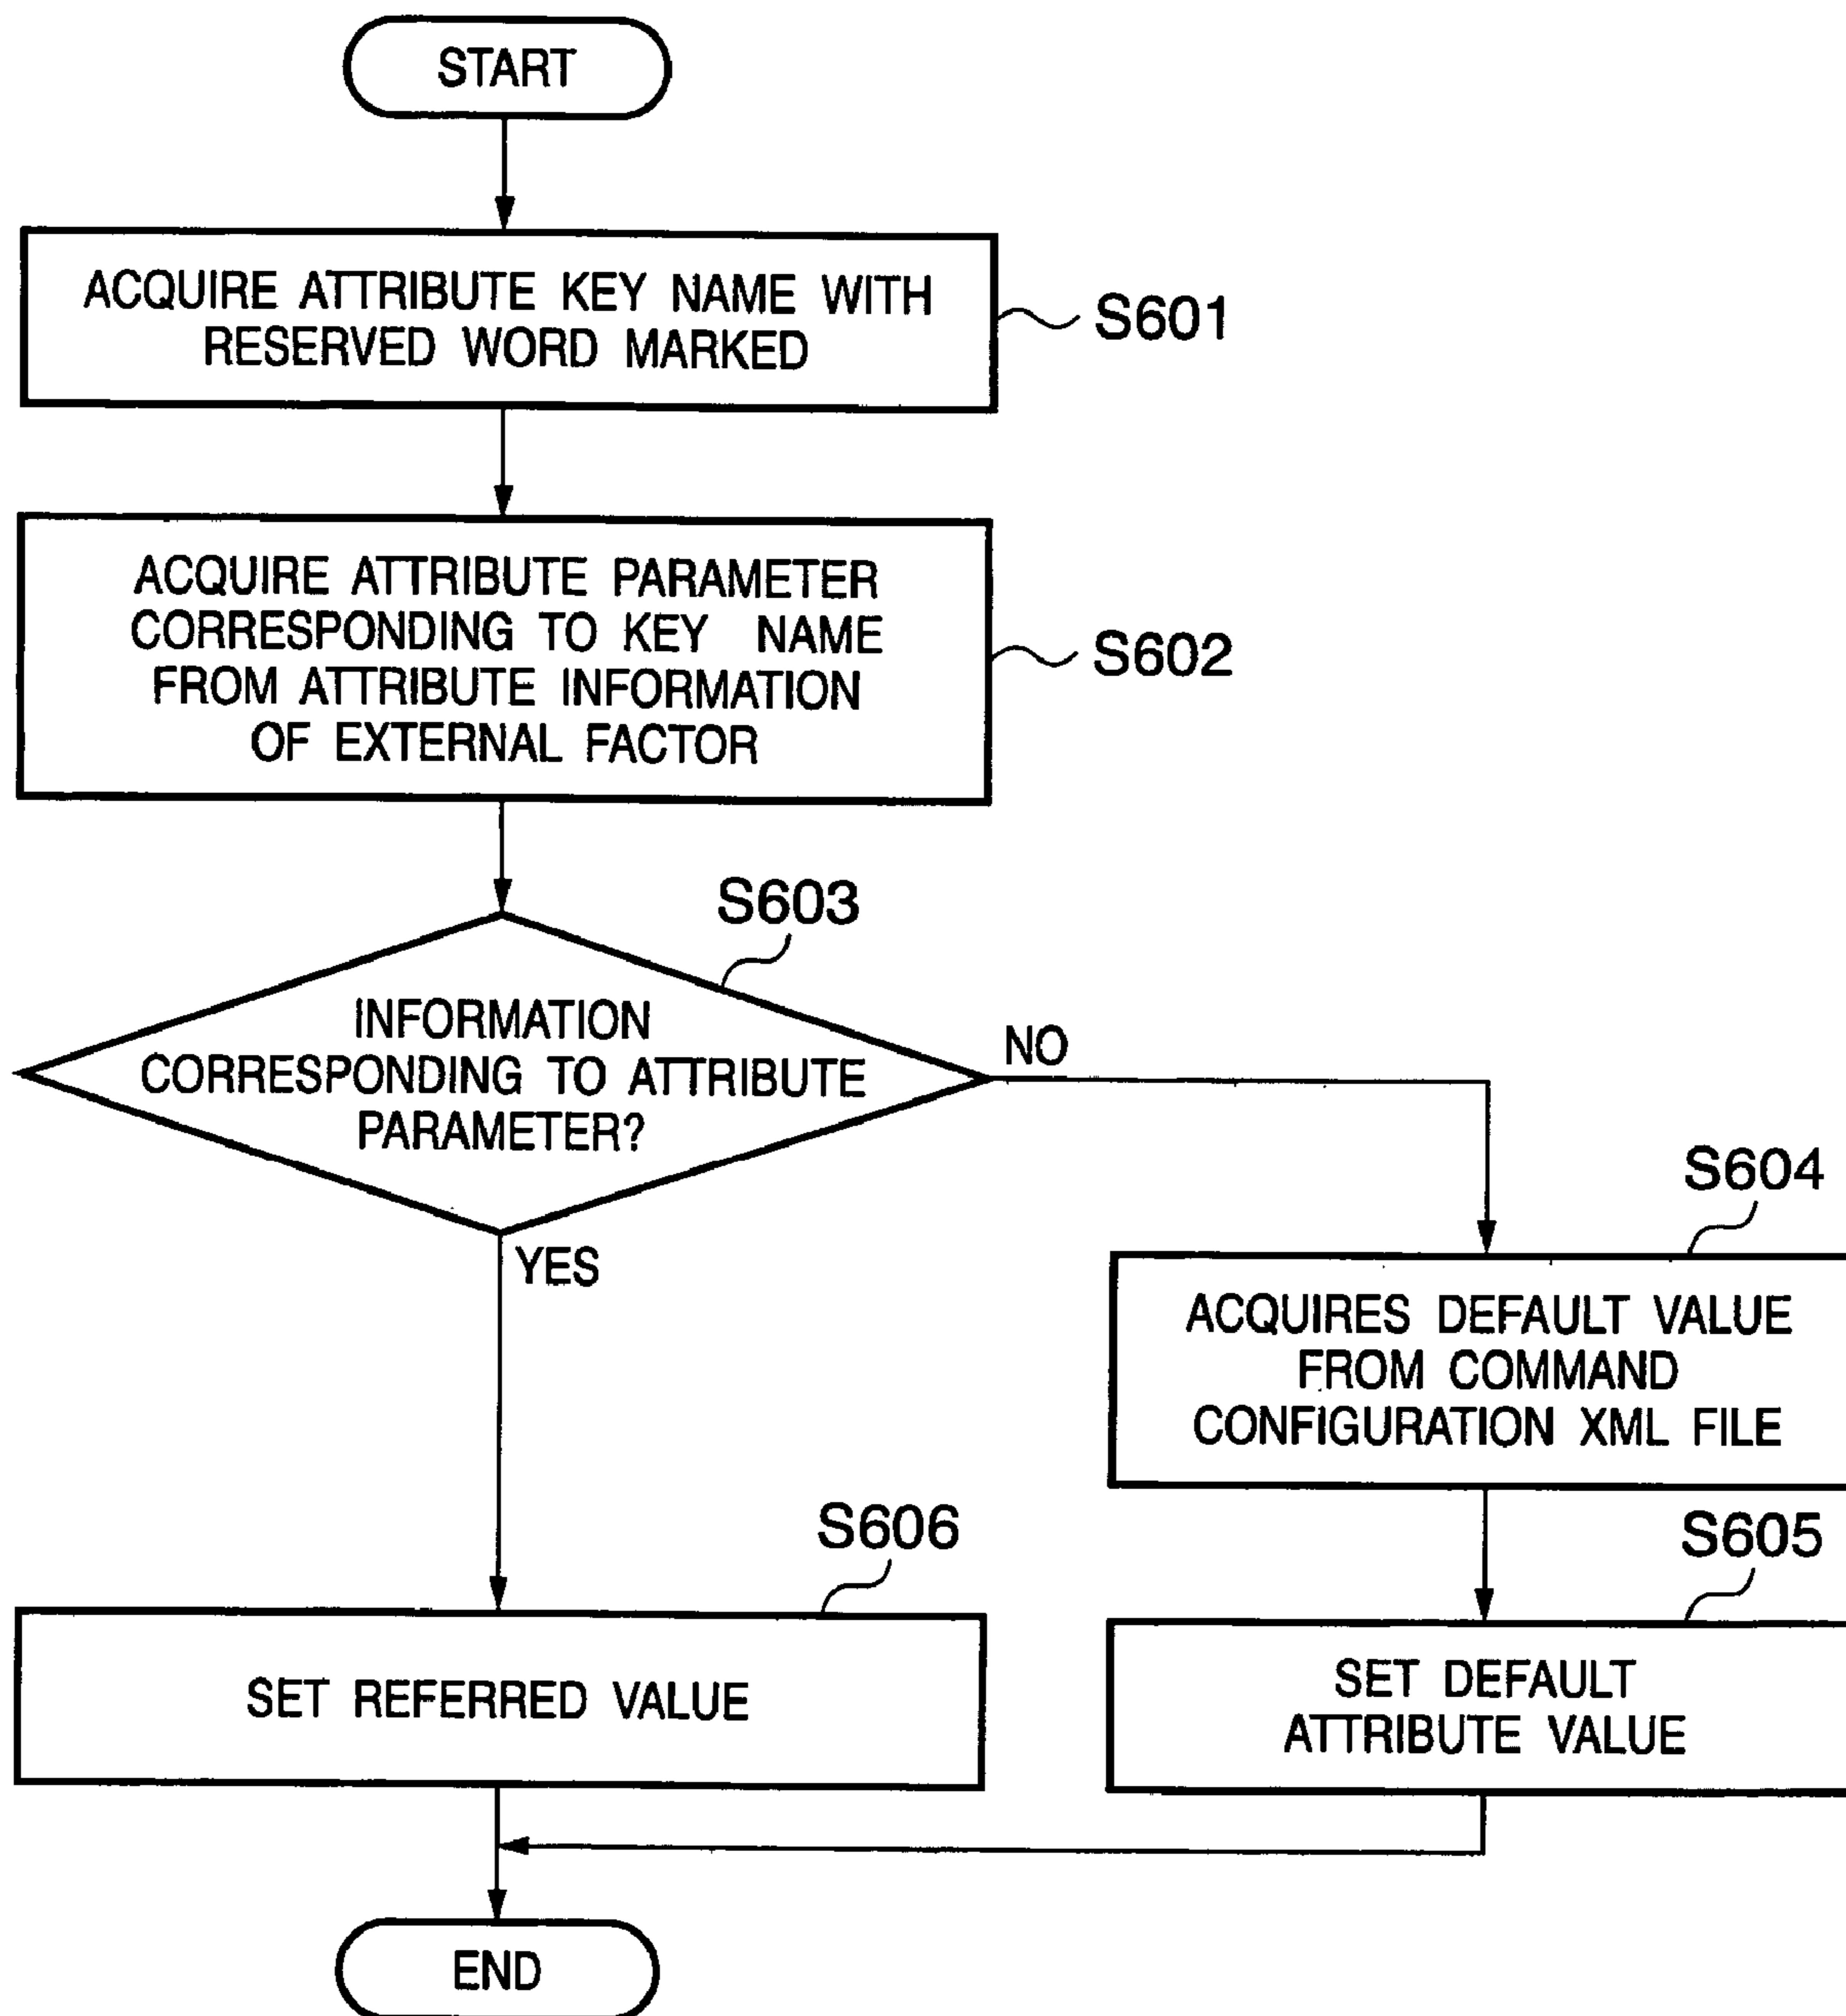 START
ACQUIRE ATTRIBUTE KEY NAME WITH
RESERVED WORD MARKED
S601
ACQUIRE ATTRIBUTE PARAMETER
CORRESPONDING TO KEY NAME
FROM ATTRIBUTE INFORMATION
OF EXTERNAL FACTOR
S602
S603
INFORMATION
CORRESPONDING TO ATTRIBUTE
PARAMETER?
NO
YES
S604
ACQUIRES DEFAULT VALUE
FROM COMMAND
CONFIGURATION XML FILE
S606
SET REFERRED VALUE
S605
SET DEFAULT
ATTRIBUTE VALUE
END